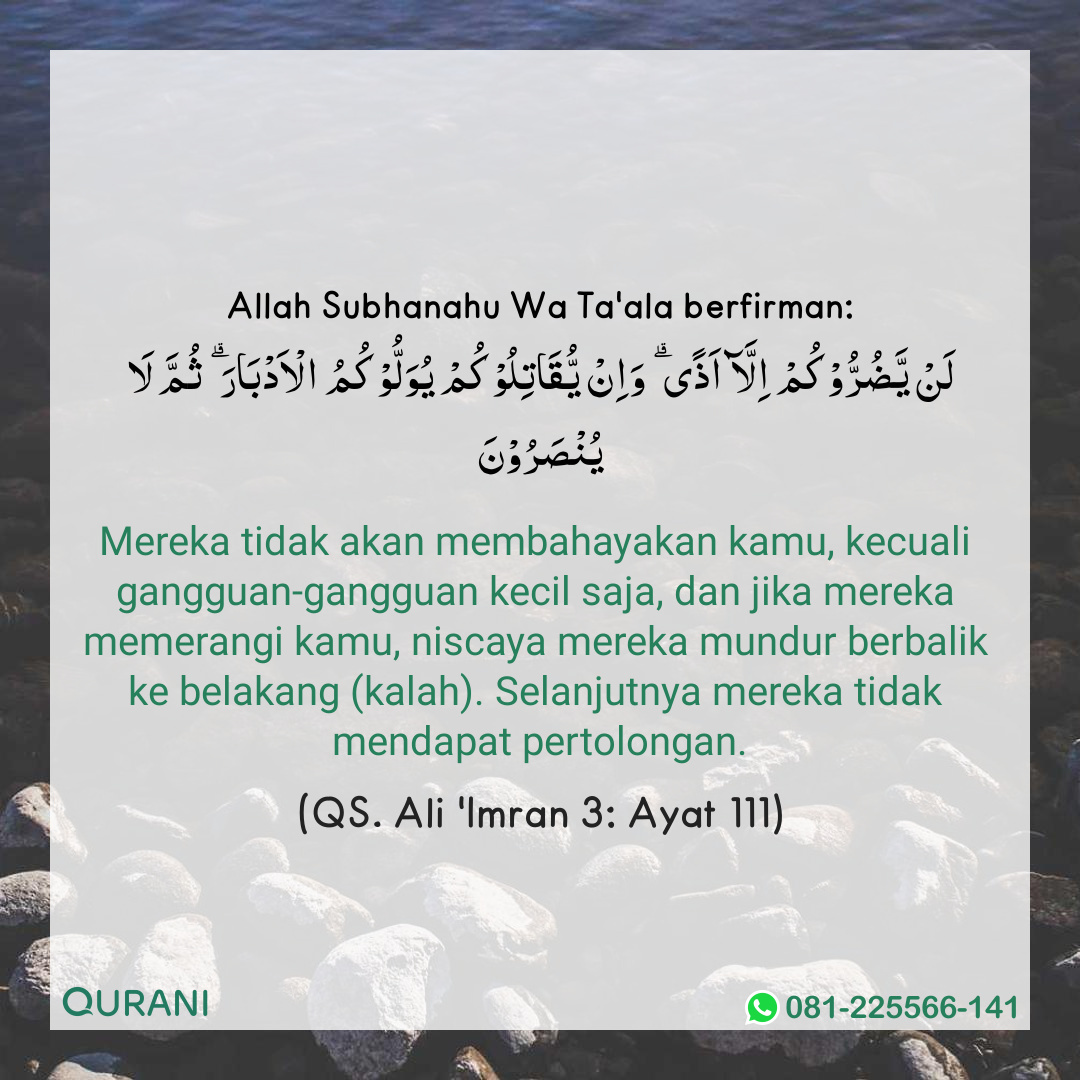 Allah Subhanahu Wa Ta'ala berfirman:
لَنْ يَّضُرُّوْكُمْ اِلَّاۤ اَذًى ۗ وَاِنْ يُّقَاتِلُوْكُمْ يُوَلُّوْكُمُ الْاَدْبَارَ ۗ ثُمَّ لَا
يُنْصَرُوْنَ
Mereka tidak akan membahayakan kamu, kecuali
gangguan-gangguan kecil saja, dan jika mereka
memerangi kamu, niscaya mereka mundur berbalik
ke belakang (kalah). Selanjutnya mereka tidak
mendapat pertolongan.
(QS. Ali 'Imran 3: Ayat 111)
QURANI
081-225566-141